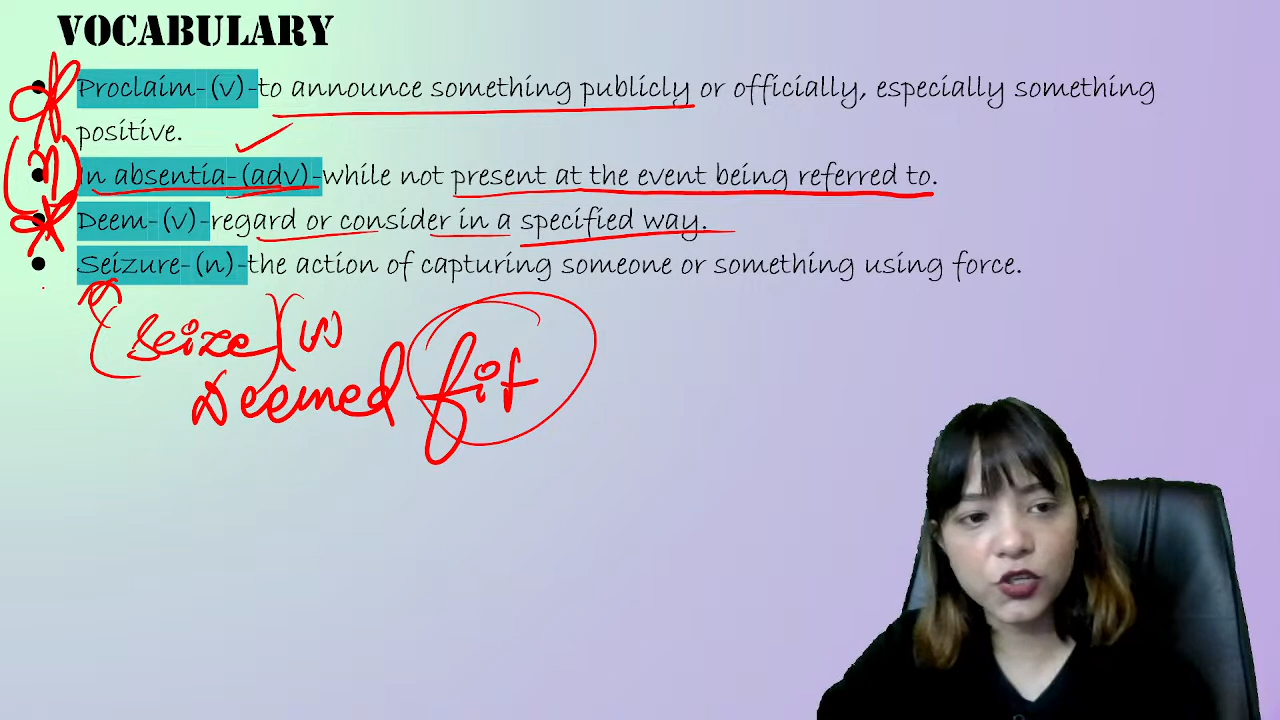 VOCABULARY
Proclaim-(v)-to announce something publicly or officially, especially something
positive.
In absentia-(adv)-while not present at the event being referred to.
Deem-(v)-regard or consider in a specified way.
Seizure-(n)-the action of capturing someone or something using force.
(seize)(v)
Deemed fit